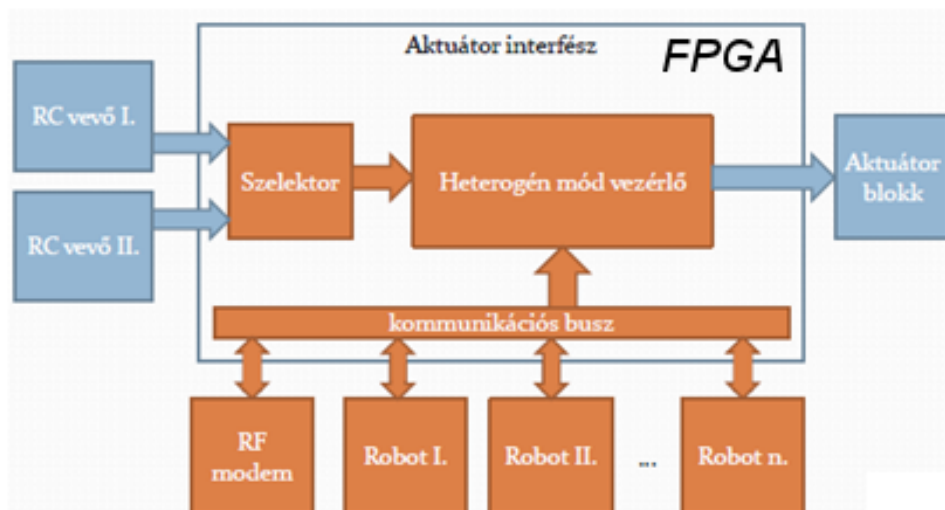 Aktuátor interfész
FPGA
RC vevő I.
RC vevő II.
Szelektor
Heterogén mód vezérlő
Aktuátor
blokk
kommunikációs busz
RF
modem
Robot I.
Robot II.
...
Robot n.